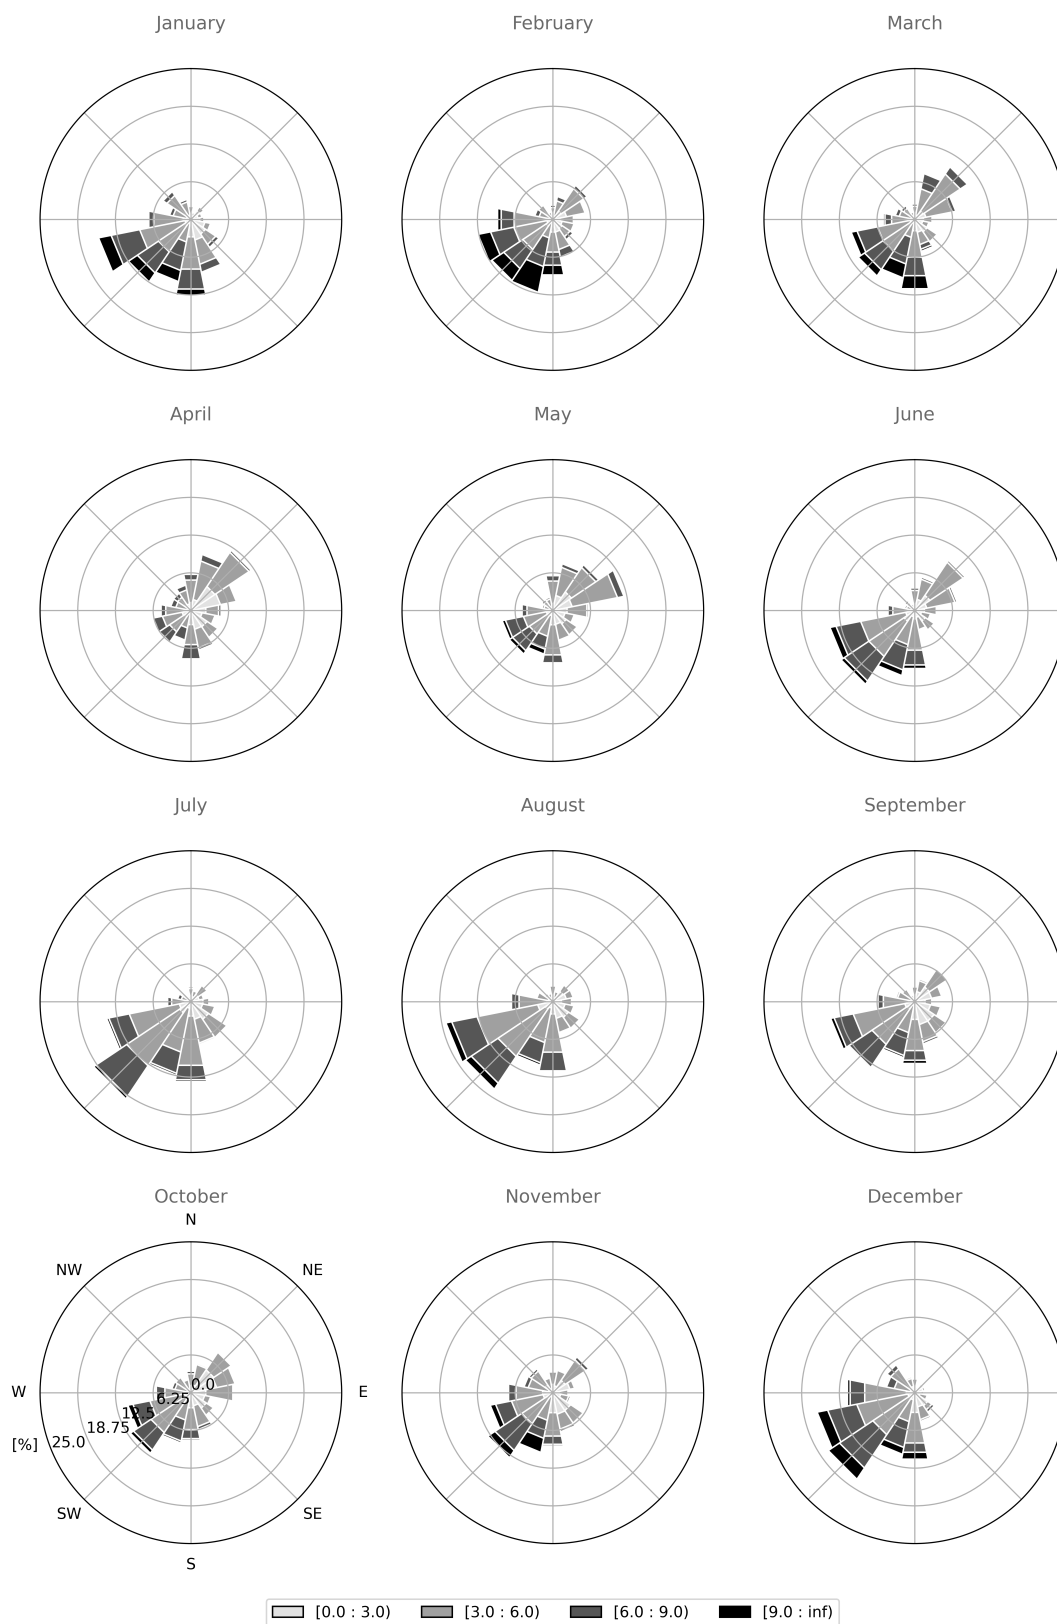 January
February
March
April
May
June
July
August
September
October
November
December
N
NW
NE
W
E
0.0
6.25
12.5
18.75
25.0
[%]
SW
SE
S
[0.0 : 3.0)
[3.0 : 6.0)
[6.0 : 9.0)
[9.0 : inf)